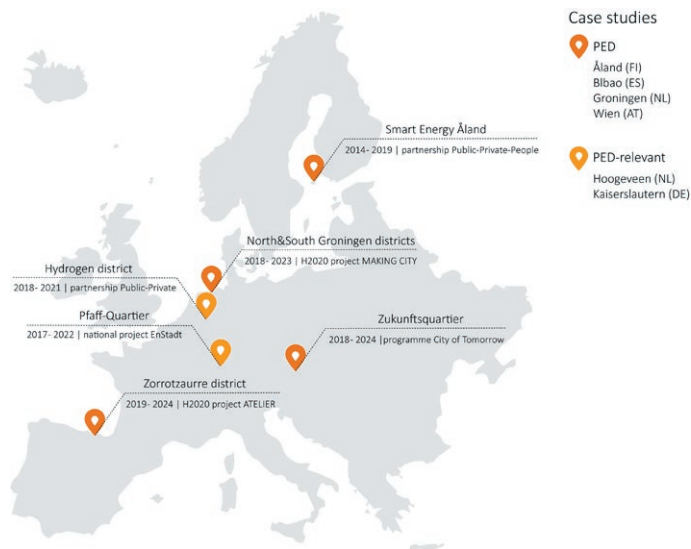 Case studies
PED
Åland (FI)
Blbao (ES)
Groningen (NL)
Wien (AT)
PED-relevant
Hoogeveen (NL)
Kaiserslautern (DE)
Smart Energy Åland
2014- 2019 | partnership Public-Private-People
North&South Groningen districts
2018- 2023 | H2020 project MAKING CITY
Hydrogen district
2018- 2021 | partnership Public-Private
Pfaff-Quartier
2017- 2022 | national project EnStadt
Zukunftsquartier
2018- 2024 |programme City of Tomorrow
Zorrotzaurre district
2019- 2024 | H2020 project ATELIER